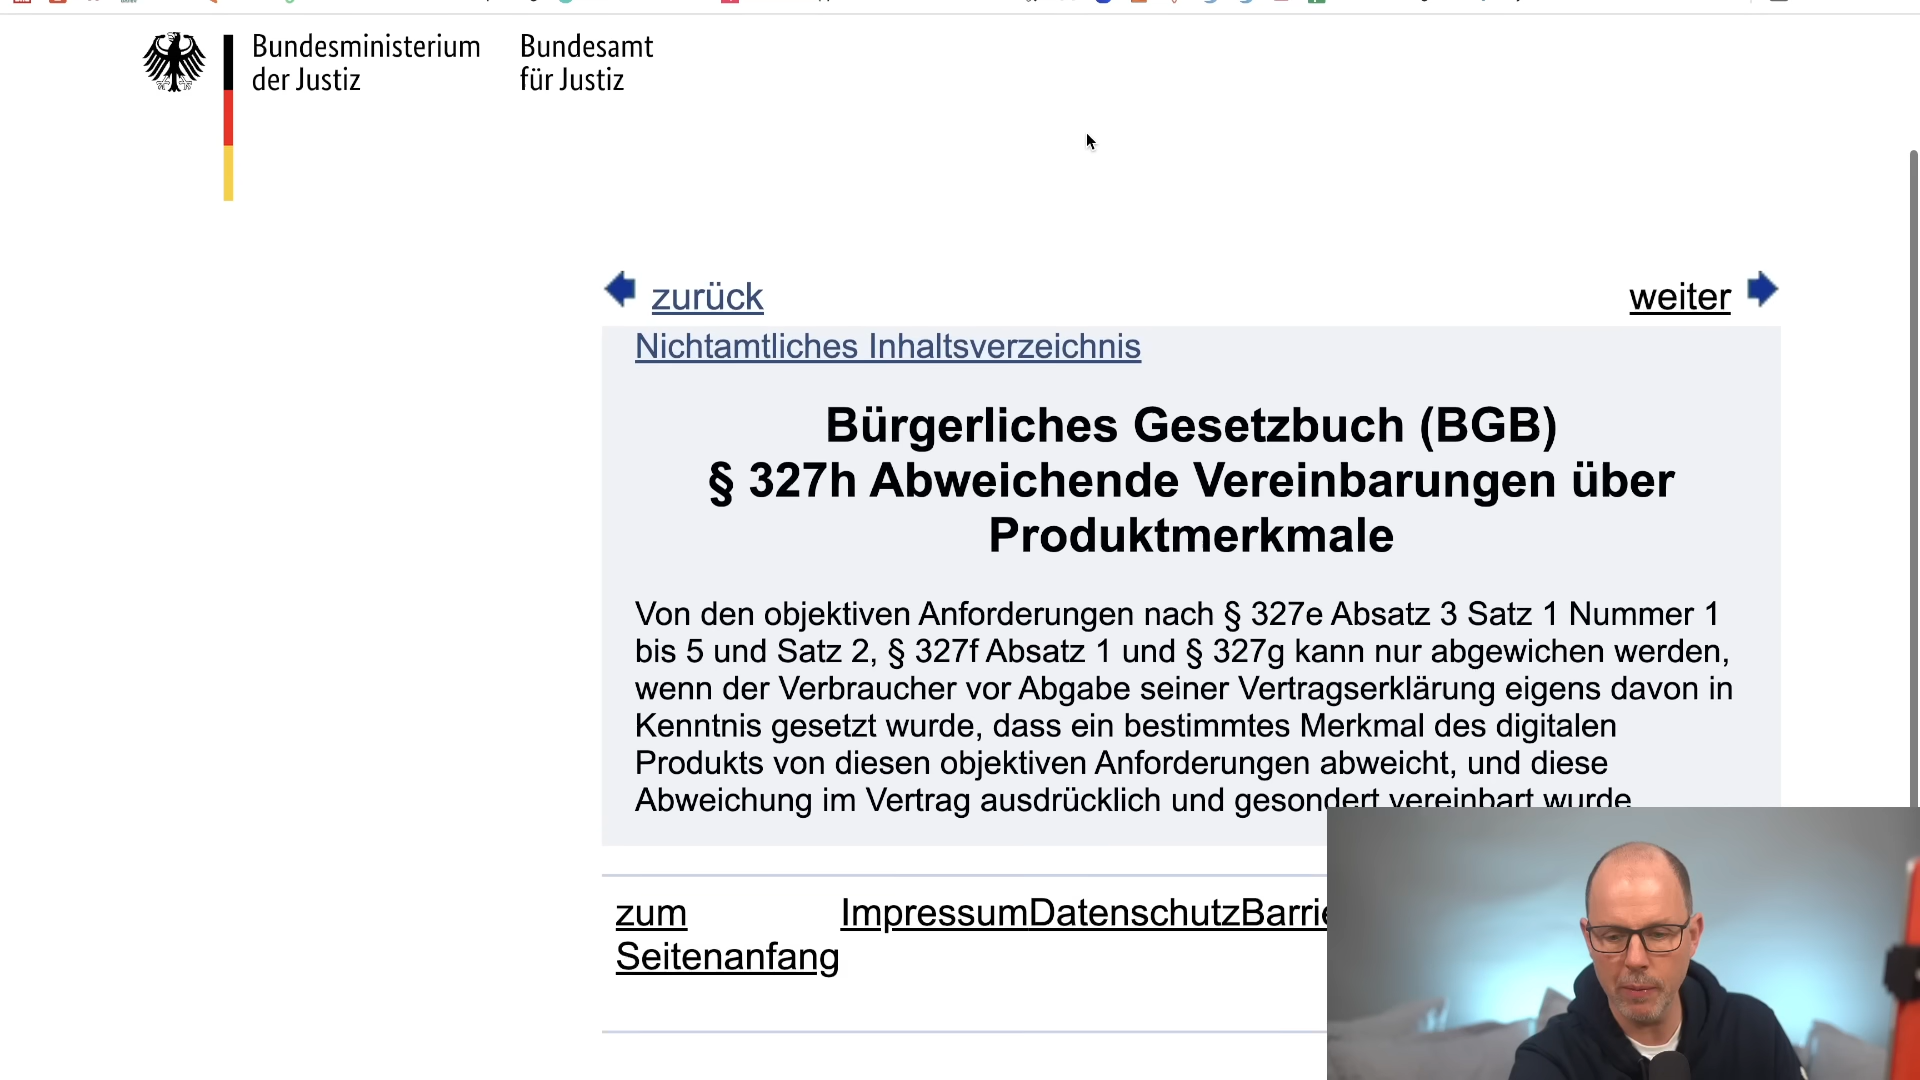 Bundesministerium
der Justiz
Bundesamt
für Justiz
zurück
weiter
Nichtamtliches Inhaltsverzeichnis
Bürgerliches Gesetzbuch (BGB)
§ 327h Abweichende Vereinbarungen über
Produktmerkmale
Von den objektiven Anforderungen nach § 327e Absatz 3 Satz 1 Nummer 1
bis 5 und Satz 2, § 327f Absatz 1 und § 327g kann nur abgewichen werden,
wenn der Verbraucher vor Abgabe seiner Vertragserklärung eigens davon in
Kenntnis gesetzt wurde, dass ein bestimmtes Merkmal des digitalen
Produkts von diesen objektiven Anforderungen abweicht, und diese
Abweichung im Vertrag ausdrücklich und gesondert vereinbart wurde
zum
Seitenanfang
ImpressumDatenschutzBarrie